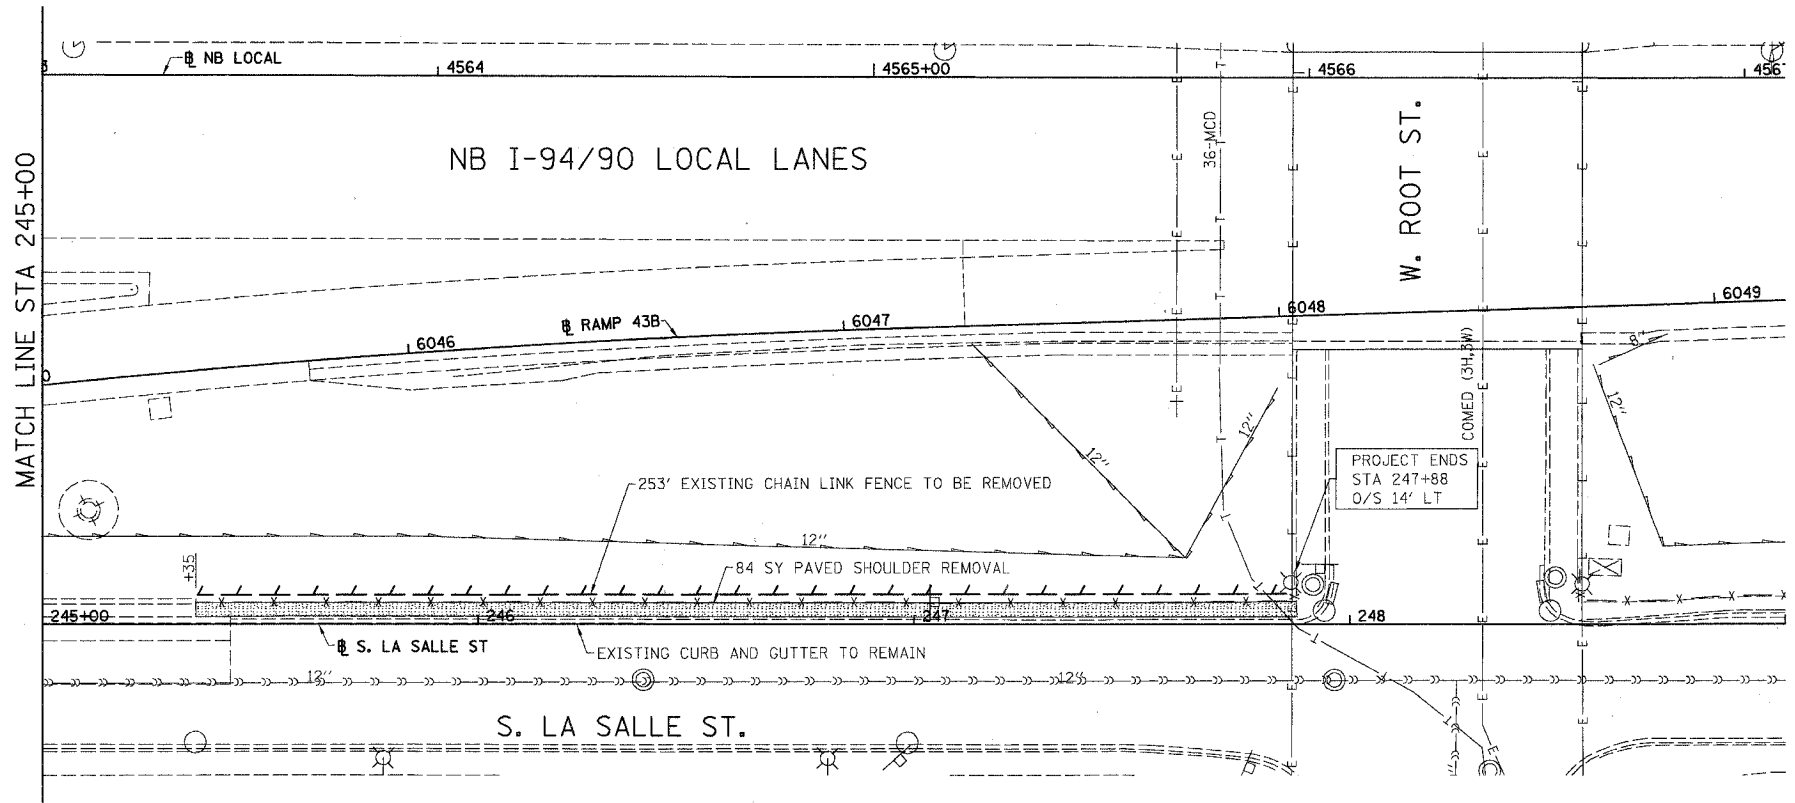 ℄ NB LOCAL
3
4564
4565+00
4566
456
NB I-94/90 LOCAL LANES
36-MCD
W. ROOT ST.
MATCH LINE STA 245+00
℄ RAMP 43B
6046
6047
6048
6049
0
8"
12"
12"
12"
COMED (3H,3W)
253' EXISTING CHAIN LINK FENCE TO BE REMOVED
PROJECT ENDS
STA 247+88
O/S 14' LT
12"
84 SY PAVED SHOULDER REMOVAL
+35
245+00
246
247
248
℄ S. LA SALLE ST
EXISTING CURB AND GUTTER TO REMAIN
12"
12"
S. LA SALLE ST.